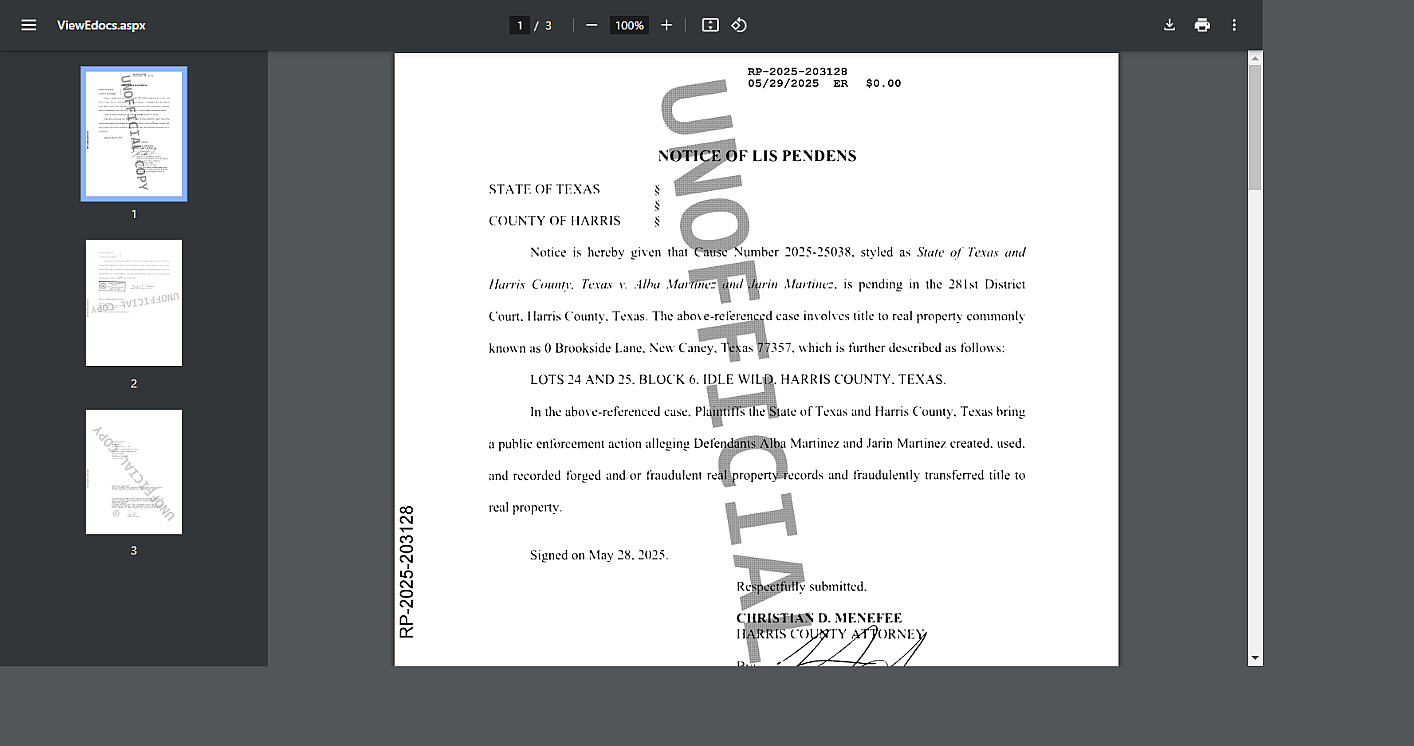 ViewEdocs.aspx
1 / 3
100%
1
2
3
UNOFFICIAL COPY
UNOFFICIAL COPY
UNOFFICIAL COPY
RP-2025-203128
05/29/2025 ER $0.00
NOTICE OF LIS PENDENS
STATE OF TEXAS §
§
COUNTY OF HARRIS §
Notice is hereby given that Cause Number 2025-25038, styled as State of Texas and
Harris County, Texas v. Alba Martinez and Jarin Martinez, is pending in the 281st District
Court, Harris County, Texas. The above-referenced case involves title to real property commonly
known as 0 Brookside Lane, New Caney, Texas 77357, which is further described as follows:
LOTS 24 AND 25, BLOCK 6, IDLE WILD, HARRIS COUNTY, TEXAS.
In the above-referenced case, Plaintiffs the State of Texas and Harris County, Texas bring
a public enforcement action alleging Defendants Alba Martinez and Jarin Martinez created, used,
and recorded forged and/or fraudulent real property records and fraudulently transferred title to
real property.
Signed on May 28, 2025.
Respectfully submitted,
CHRISTIAN D. MENEFEE
HARRIS COUNTY ATTORNEY
RP-2025-203128
UNOFFICIAL